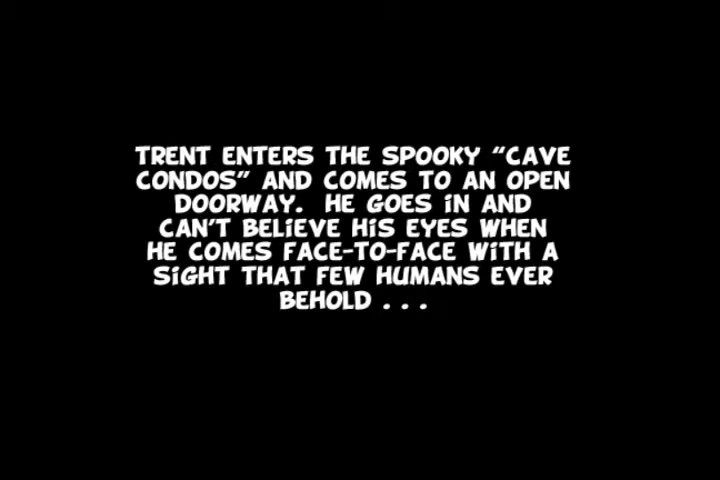 TRENT ENTERS THE SPOOKY "CAVE
CONDOS" AND COMES TO AN OPEN
DOORWAY. HE GOES IN AND
CAN'T BELIEVE HIS EYES WHEN
HE COMES FACE-TO-FACE WITH A
SIGHT THAT FEW HUMANS EVER
BEHOLD . . .